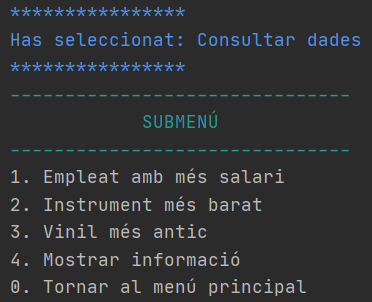 ****************
Has seleccionat: Consultar dades
****************
-------------------------------
SUBMENÚ
-------------------------------
1. Empleat amb més salari
2. Instrument més barat
3. Vinil més antic
4. Mostrar informació
0. Tornar al menú principal